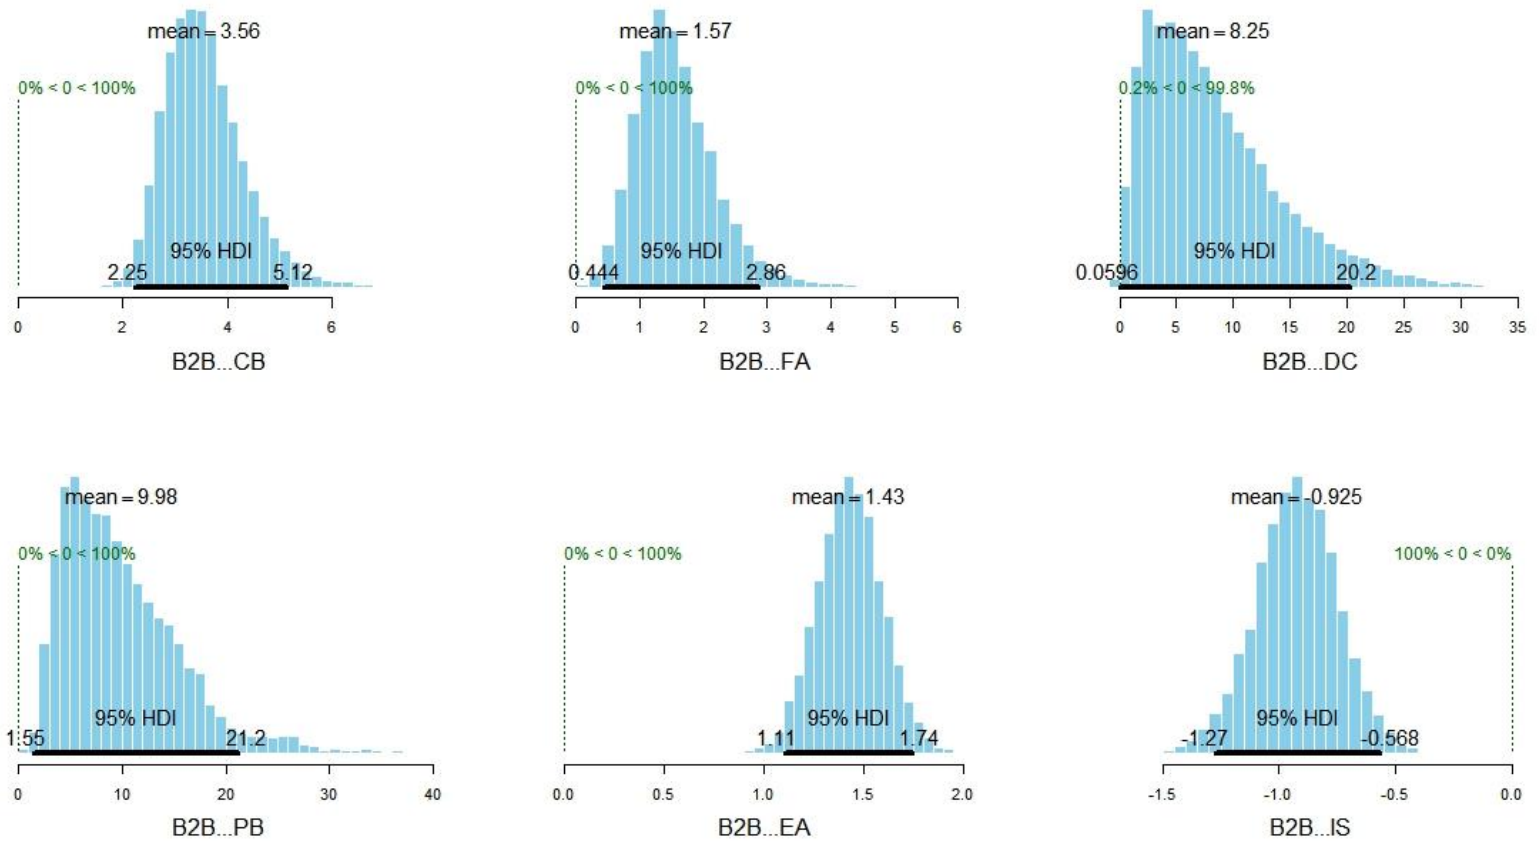 mean = 3.56
0% < 0 < 100%
95% HDI
2.25 5.12
0 2 4 6
B2B...CB
mean = 1.57
0% < 0 < 100%
95% HDI
0.444 2.86
0 1 2 3 4 5 6
B2B...FA
mean = 8.25
0.2% < 0 < 99.8%
95% HDI
0.0596 20.2
0 5 10 15 20 25 30 35
B2B...DC
mean = 9.98
0% < 0 < 100%
95% HDI
1.55 21.2
0 10 20 30 40
B2B...PB
mean = 1.43
0% < 0 < 100%
95% HDI
1.11 1.74
0.0 0.5 1.0 1.5 2.0
B2B...EA
mean = -0.925
100% < 0 < 0%
95% HDI
-1.27 -0.568
-1.5 -1.0 -0.5 0.0
B2B...IS